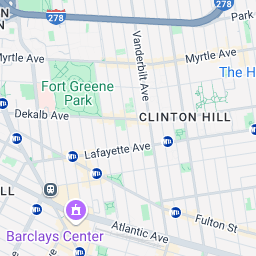 N
278
278
Park
Myrtle Ave
Vanderbilt Ave
Myrtle Ave
Fort Greene
Park
The H
Dekalb Ave
CLINTON HILL
Lafayette Ave
LL
Fulton St
Barclays Center
Atlantic Ave